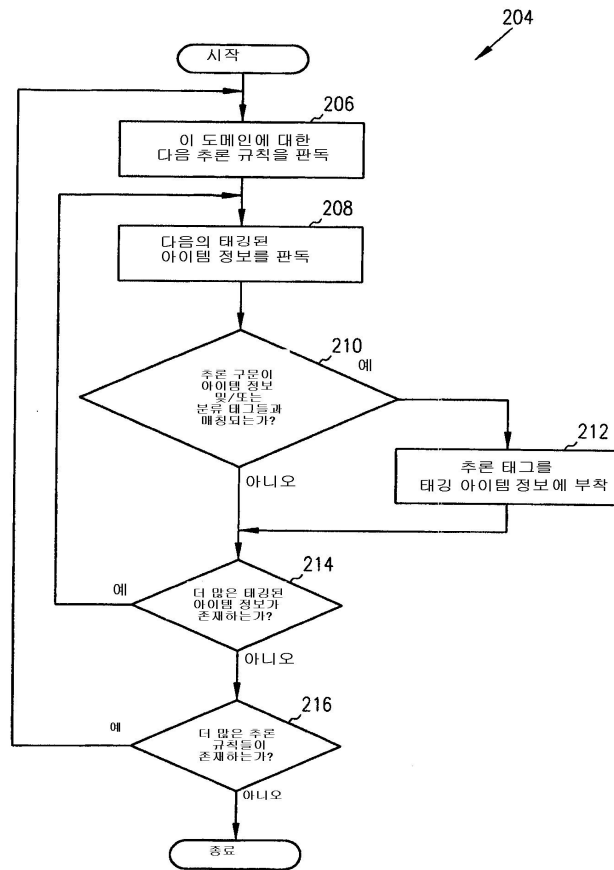 204
시작
206
이 도메인에 대한
다음 추론 규칙을 판독
208
다음의 태깅된
아이템 정보를 판독
210
추론 구문이
아이템 정보
및/또는
분류 태그들과
매칭되는가?
예
212
추론 태그를
태깅 아이템 정보에 부착
아니오
214
더 많은 태깅된
아이템 정보가
존재하는가?
예
아니오
216
더 많은 추론
규칙들이
존재하는가?
예
아니오
종료